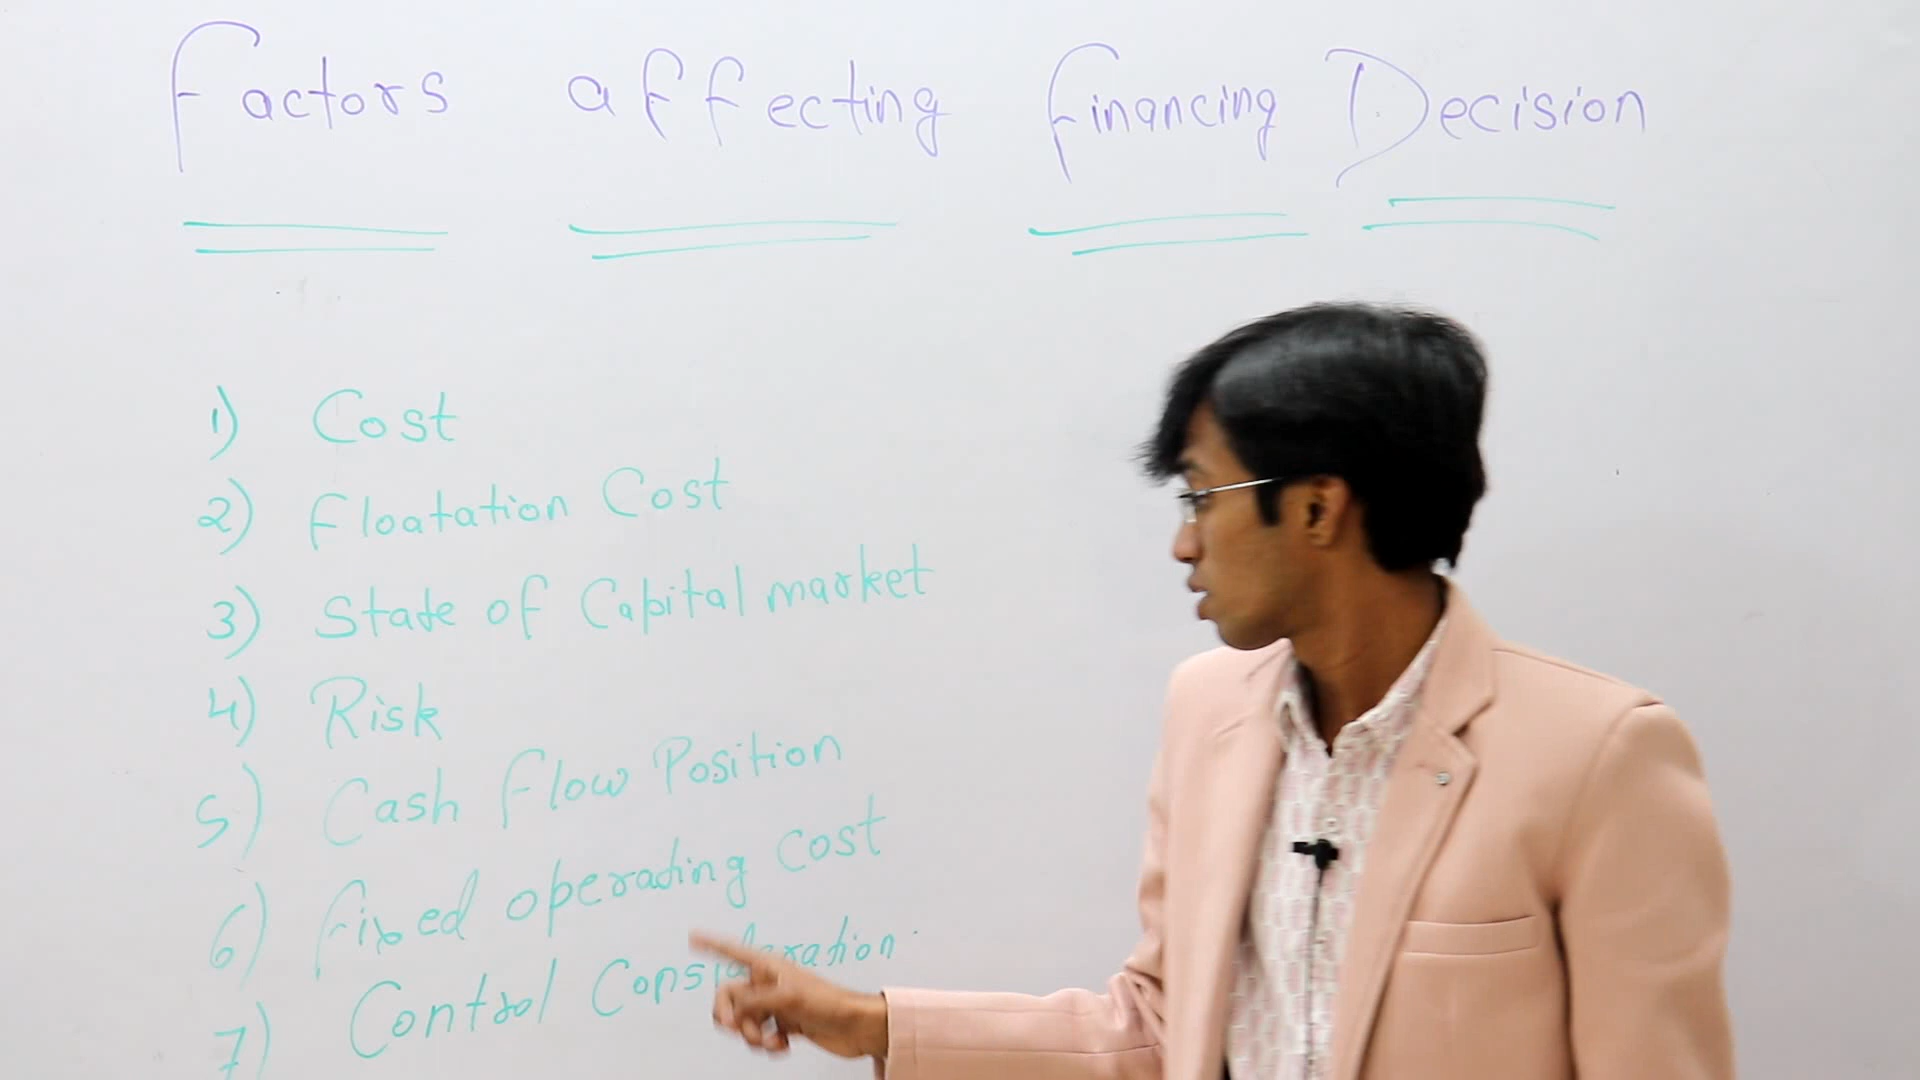 Factors affecting Financing Decision
1) Cost
2) Floatation Cost
3) State of Capital market
4) Risk
5) Cash Flow Position
6) Fixed operating Cost
7) Control Consideration